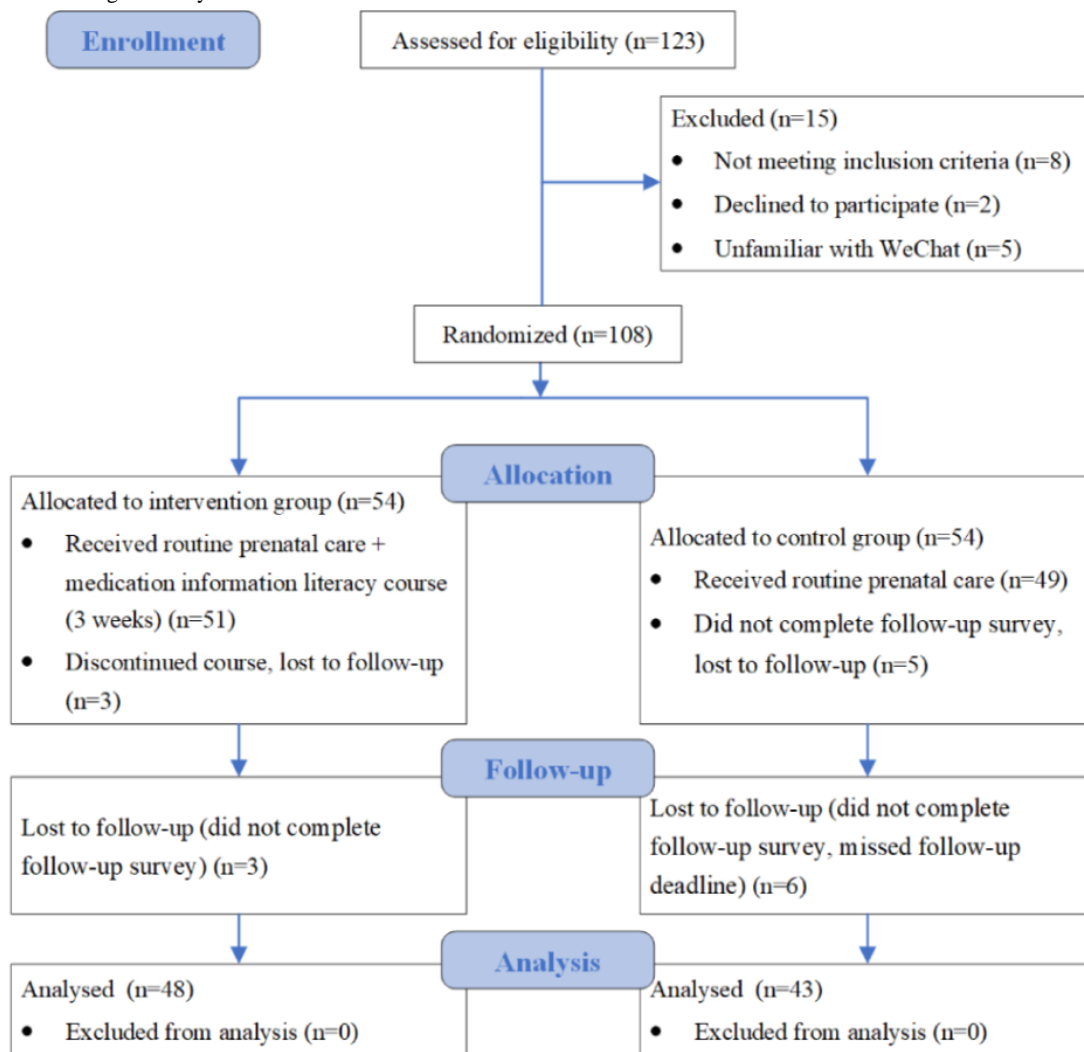 Enrollment
Assessed for eligibility (n=123)
Excluded (n=15)
• Not meeting inclusion criteria (n=8)
• Declined to participate (n=2)
• Unfamiliar with WeChat (n=5)
Randomized (n=108)
Allocation
Allocated to intervention group (n=54)
• Received routine prenatal care +
medication information literacy course
(3 weeks) (n=51)
• Discontinued course, lost to follow-up
(n=3)
Allocated to control group (n=54)
• Received routine prenatal care (n=49)
• Did not complete follow-up survey,
lost to follow-up (n=5)
Follow-up
Lost to follow-up (did not complete
follow-up survey) (n=3)
Lost to follow-up (did not complete
follow-up survey, missed follow-up
deadline) (n=6)
Analysis
Analysed (n=48)
• Excluded from analysis (n=0)
Analysed (n=43)
• Excluded from analysis (n=0)